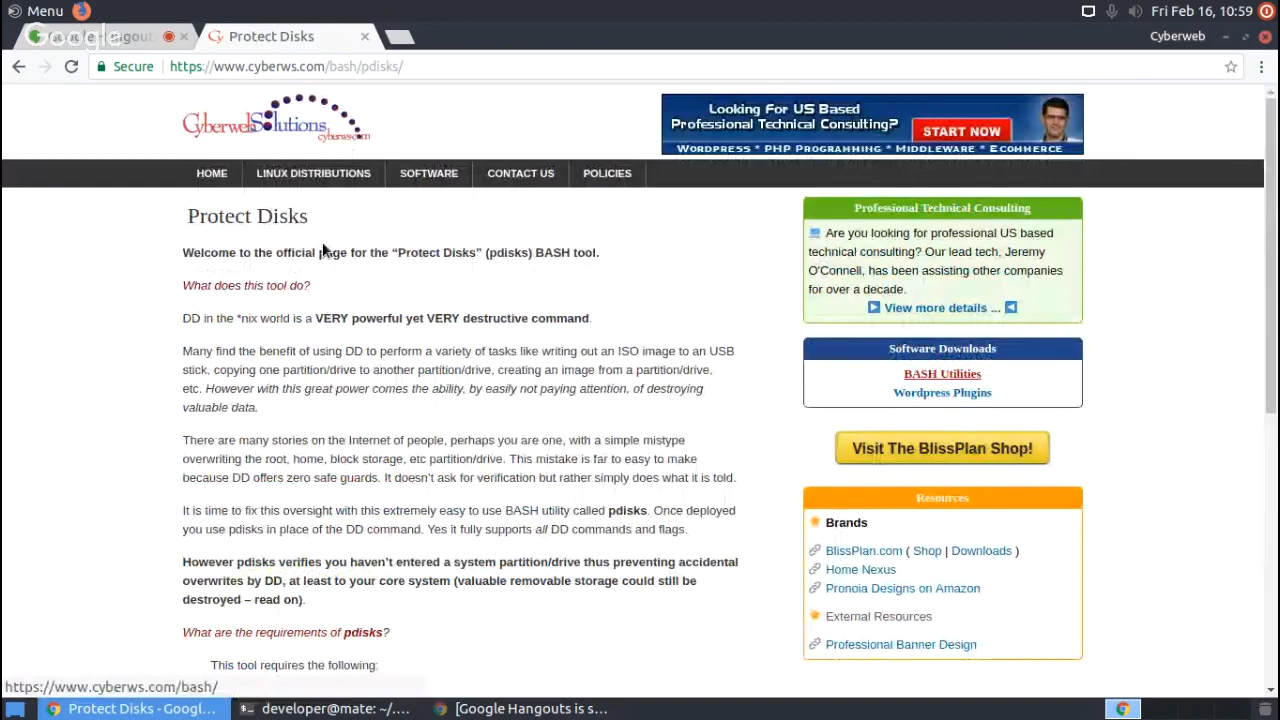 Menu
Fri Feb 16, 10:59
Google Hangout
Google
Protect Disks
Cyberweb
Secure
https://www.cyberws.com/bash/pdisks/
CyberwebSolutions
cyberws.com
Looking For US Based
Professional Technical Consulting?
START NOW
WORDPRESS * PHP PROGRAMMING * MIDDLEWARE * ECOMMERCE
HOME
LINUX DISTRIBUTIONS
SOFTWARE
CONTACT US
POLICIES
Protect Disks
Welcome to the official page for the “Protect Disks” (pdisks) BASH tool.
What does this tool do?
DD in the *nix world is a VERY powerful yet VERY destructive command.
Many find the benefit of using DD to perform a variety of tasks like writing out an ISO image to an USB
stick, copying one partition/drive to another partition/drive, creating an image from a partition/drive,
etc. However with this great power comes the ability, by easily not paying attention, of destroying
valuable data.
There are many stories on the Internet of people, perhaps you are one, with a simple mistype
overwriting the root, home, block storage, etc partition/drive. This mistake is far to easy to make
because DD offers zero safe guards. It doesn’t ask for verification but rather simply does what it is told.
It is time to fix this oversight with this extremely easy to use BASH utility called pdisks. Once deployed
you use pdisks in place of the DD command. Yes it fully supports all DD commands and flags.
However pdisks verifies you haven’t entered a system partition/drive thus preventing accidental
overwrites by DD, at least to your core system (valuable removable storage could still be
destroyed – read on).
What are the requirements of pdisks?
This tool requires the following:
Professional Technical Consulting
Are you looking for professional US based
technical consulting? Our lead tech, Jeremy
O'Connell, has been assisting other companies
for over a decade.
View more details ...
Software Downloads
BASH Utilities
Wordpress Plugins
Visit The BlissPlan Shop!
Resources
Brands
BlissPlan.com ( Shop | Downloads )
Home Nexus
Pronoia Designs on Amazon
External Resources
Professional Banner Design
https://www.cyberws.com/bash/
Protect Disks - Googl...
developer@mate: ~/....
[Google Hangouts is s...